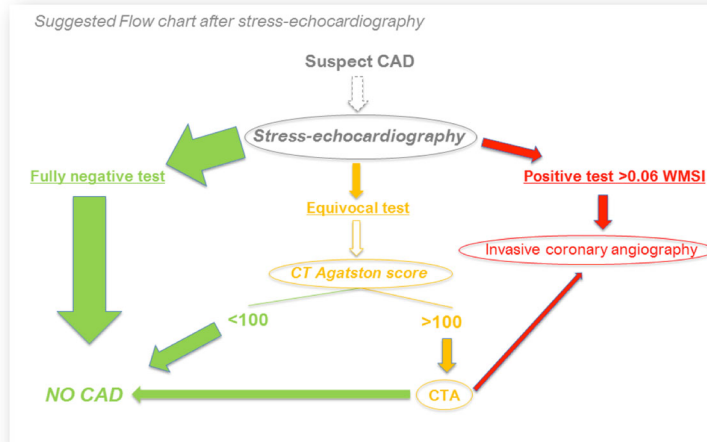 Suggested Flow chart after stress-echocardiography
Suspect CAD
Stress-echocardiography
Fully negative test
Positive test >0.06 WMSI
Equivocal test
Invasive coronary angiography
CT Agatston score
<100
>100
NO CAD
CTA